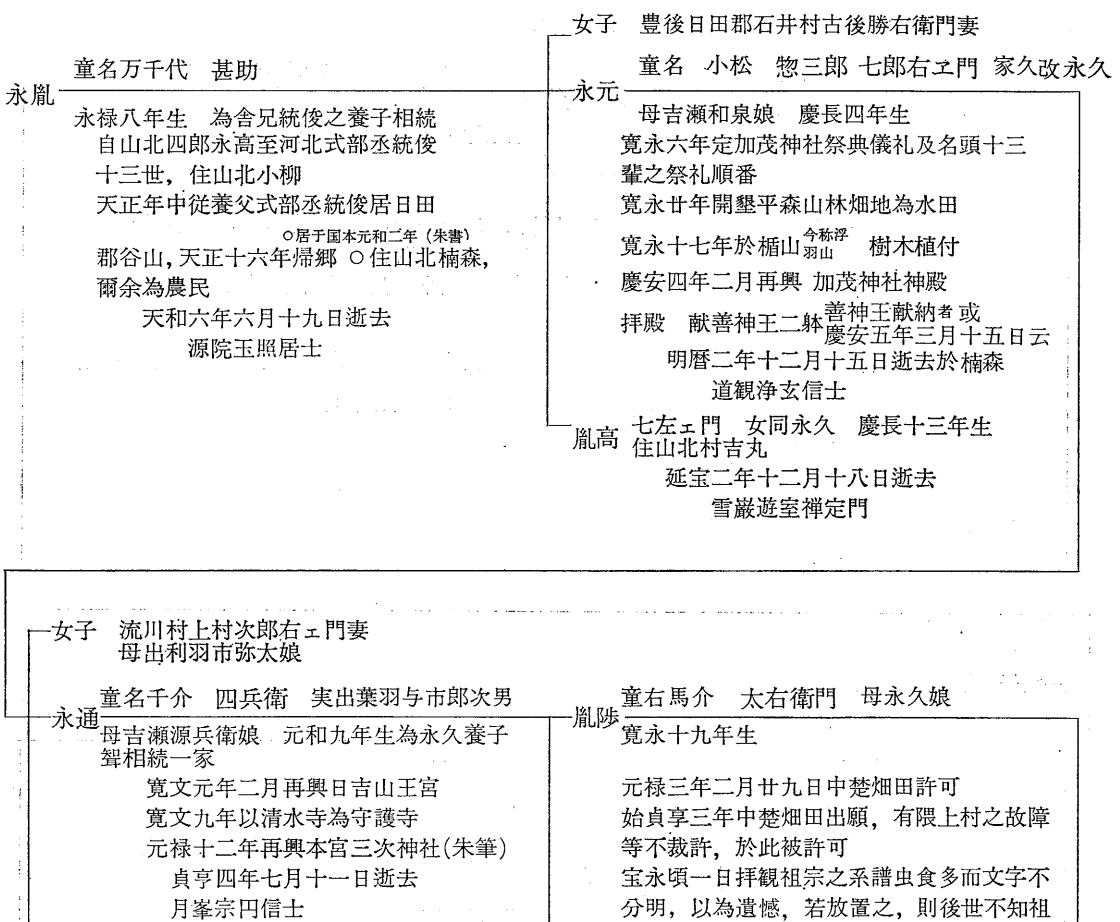 永胤
童名万千代 甚助
永禄八年生 為舎兄統俊之養子相続
自山北四郎永高至河北式部丞統俊
十三世，住山北小柳
天正年中従養父式部丞統俊居日田
○居于国本元和二年（朱書）
郡谷山，天正十六年帰郷 ○住山北楠森，
爾余為農民
天和六年六月十九日逝去
源院玉照居士
女子 豊後日田郡石井村古後勝右衛門妻
永元
童名 小松 惣三郎 七郎右ヱ門 家久改永久
母吉瀬和泉娘 慶長四年生
寛永六年定加茂神社祭典儀礼及名頭十三
輩之祭礼順番
寛永廿年開墾平森山林畑地為水田
寛永十七年於楯山今称浮羽山 樹木植付
慶安四年二月再興 加茂神社神殿
拝殿 献善神王二躰善神王献納者或
慶安五年三月十五日云
明暦二年十二月十五日逝去於楠森
道観浄玄信士
胤高
七左ェ門 女同永久 慶長十三年生
住山北村吉丸
延宝二年十二月十八日逝去
雪巌遊室禅定門
女子 流川村上村次郎右ェ門妻
母出利羽市弥太娘
永通
童名千介 四兵衛 実出葉羽与市郎次男
母吉瀬源兵衛娘 元和九年生為永久養子
聟相続一家
寛文元年二月再興日吉山王宮
寛文九年以清水寺為守護寺
元禄十二年再興本宮三次神社(朱筆)
貞亨四年七月十一日逝去
月峯宗円信士
胤陟
童右馬介 太右衛門 母永久娘
寛永十九年生
元禄三年二月廿九日中楚畑田許可
始貞享三年中楚畑田出願，有隈上村之故障
等不裁許，於此被許可
宝永頃一日拝観祖宗之系譜虫食多而文字不
分明，以為遺憾，若放置之，則後世不知祖